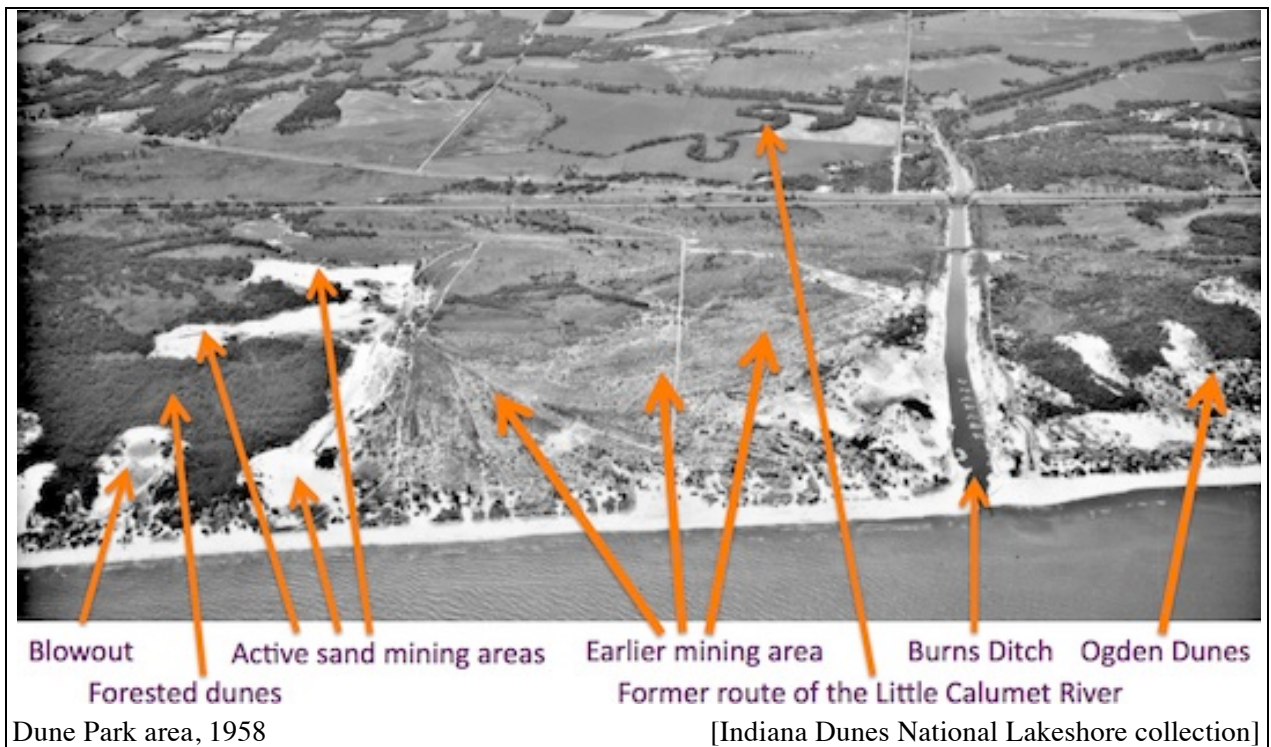 Blowout Active sand mining areas Earlier mining area Burns Ditch Ogden Dunes
Forested dunes Former route of the Little Calumet River
Dune Park area, 1958 [Indiana Dunes National Lakeshore collection]